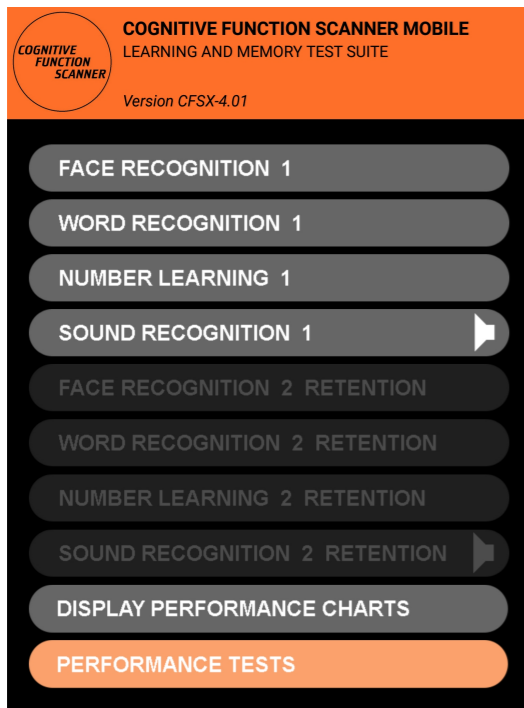 COGNITIVE
FUNCTION
SCANNER
COGNITIVE FUNCTION SCANNER MOBILE
LEARNING AND MEMORY TEST SUITE
Version CFSX-4.01
FACE RECOGNITION 1
WORD RECOGNITION 1
NUMBER LEARNING 1
SOUND RECOGNITION 1
FACE RECOGNITION 2 RETENTION
WORD RECOGNITION 2 RETENTION
NUMBER LEARNING 2 RETENTION
SOUND RECOGNITION 2 RETENTION
DISPLAY PERFORMANCE CHARTS
PERFORMANCE TESTS